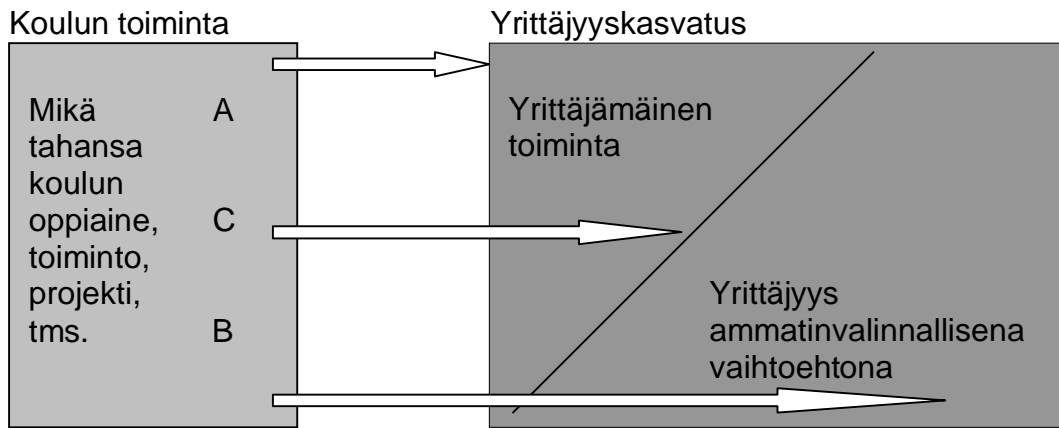 Koulun toiminta
Yrittäjyyskasvatus
Mikä A
tahansa
koulun
oppiaine, C
toiminto,
projekti,
tms. B
Yrittäjämäinen
toiminta
Yrittäjyys
ammatinvalinnallisena
vaihtoehtona